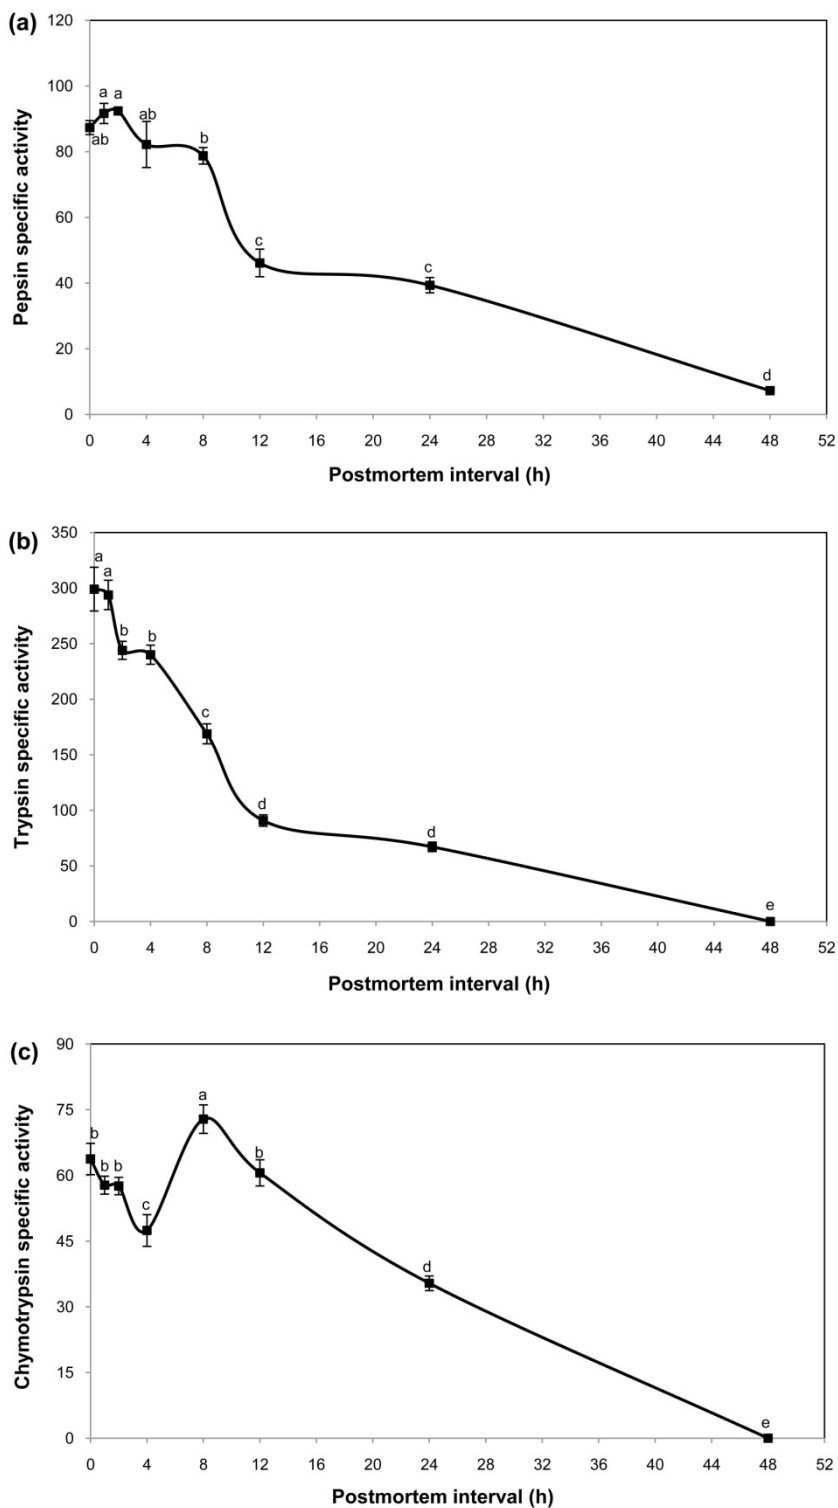 (a)
Pepsin specific activity
120
100
80
60
40
20
0
ab
a
a
ab
b
c
c
d
0 4 8 12 16 20 24 28 32 36 40 44 48 52
Postmortem interval (h)
(b)
Trypsin specific activity
350
300
250
200
150
100
50
0
a
a
b
b
c
d
d
e
0 4 8 12 16 20 24 28 32 36 40 44 48 52
Postmortem interval (h)
(c)
Chymotrypsin specific activity
90
75
60
45
30
15
0
b
b
b
c
a
b
d
e
0 4 8 12 16 20 24 28 32 36 40 44 48 52
Postmortem interval (h)